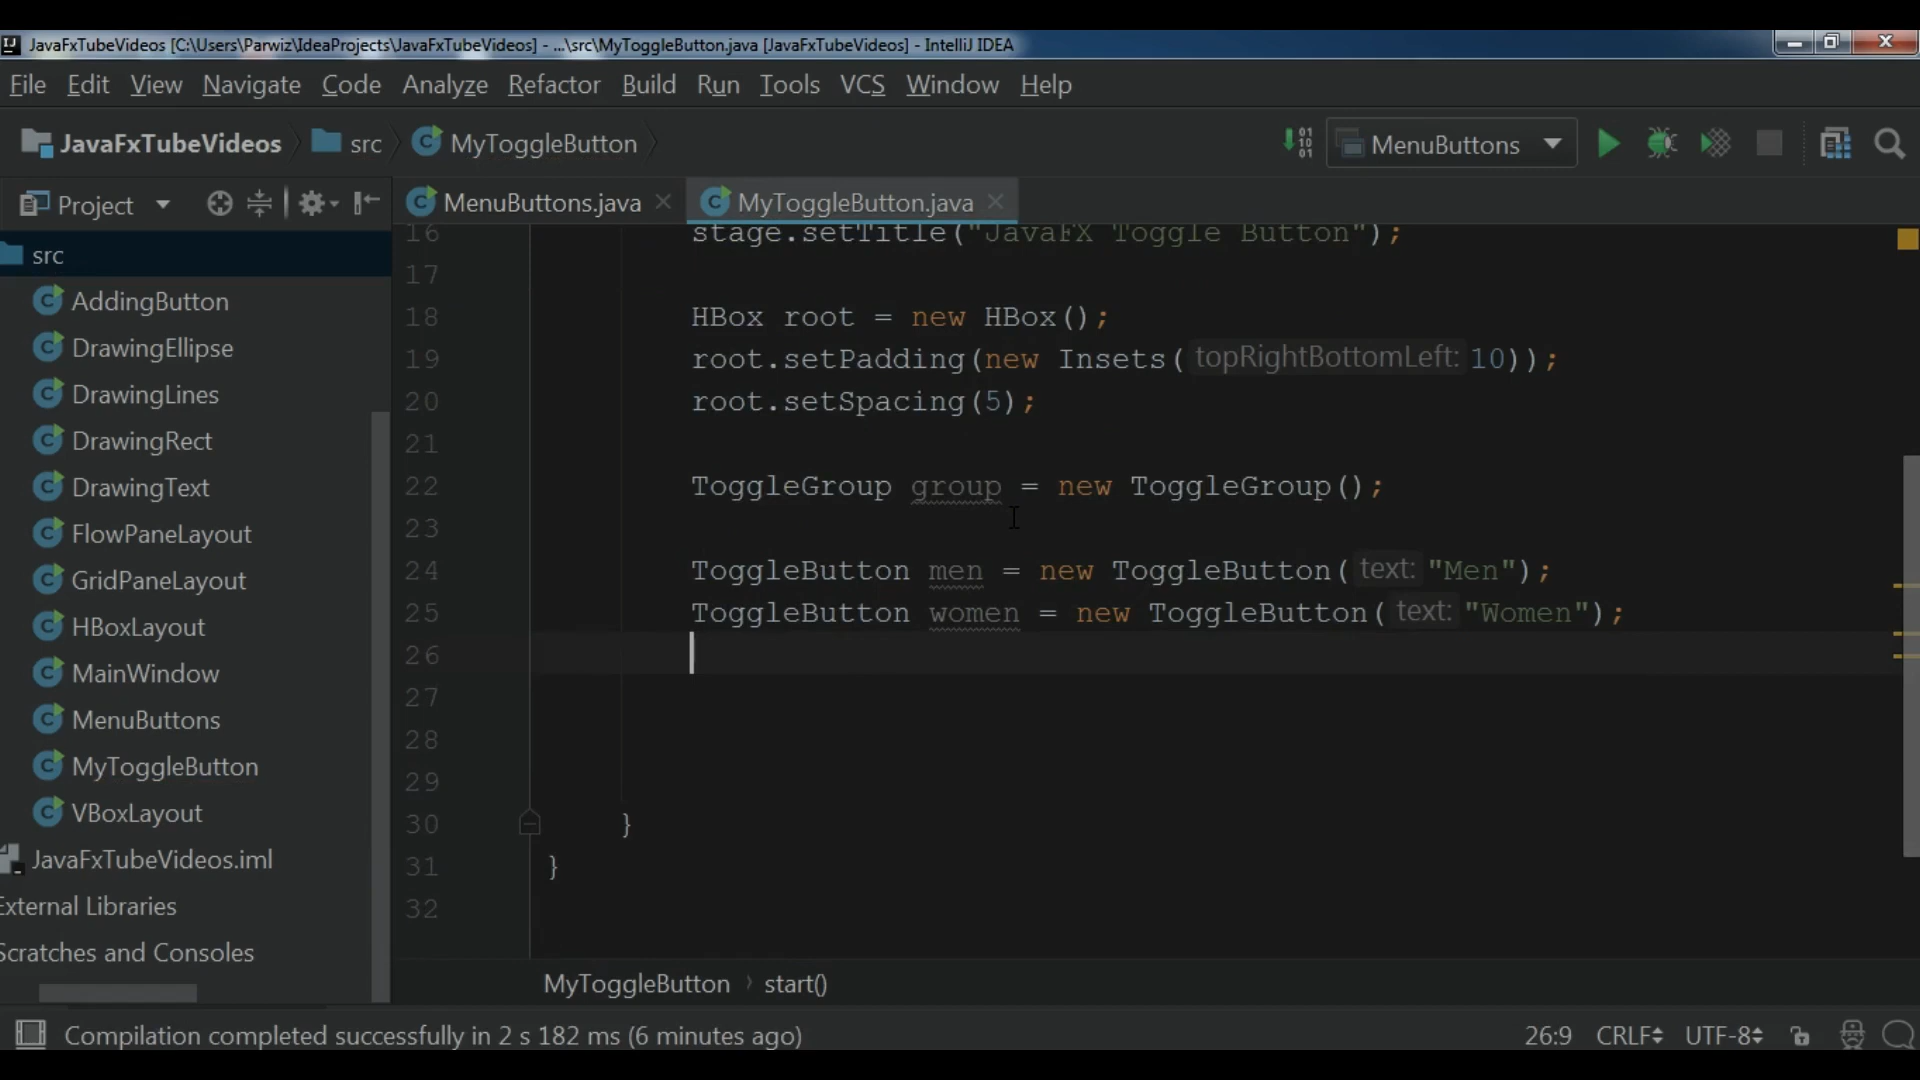 JavaFxTubeVideos [C:\Users\Parwiz\IdeaProjects\JavaFxTubeVideos] - ...\src\MyToggleButton.java [JavaFxTubeVideos] - IntelliJ IDEA
File Edit View Navigate Code Analyze Refactor Build Run Tools VCS Window Help
JavaFxTubeVideos src MyToggleButton MenuButtons
Project
MenuButtons.java MyToggleButton.java
src
AddingButton
DrawingEllipse
DrawingLines
DrawingRect
DrawingText
FlowPaneLayout
GridPaneLayout
HBoxLayout
MainWindow
MenuButtons
MyToggleButton
VBoxLayout
JavaFxTubeVideos.iml
External Libraries
Scratches and Consoles
16 stage.setTitle("JavaFX Toggle Button");
17
18 HBox root = new HBox();
19 root.setPadding(new Insets( topRightBottomLeft: 10));
20 root.setSpacing(5);
21
22 ToggleGroup group = new ToggleGroup();
23
24 ToggleButton men = new ToggleButton( text: "Men");
25 ToggleButton women = new ToggleButton( text: "Women");
26
27
28
29
30 }
31 }
32
MyToggleButton › start()
Compilation completed successfully in 2 s 182 ms (6 minutes ago) 26:9 CRLF UTF-8